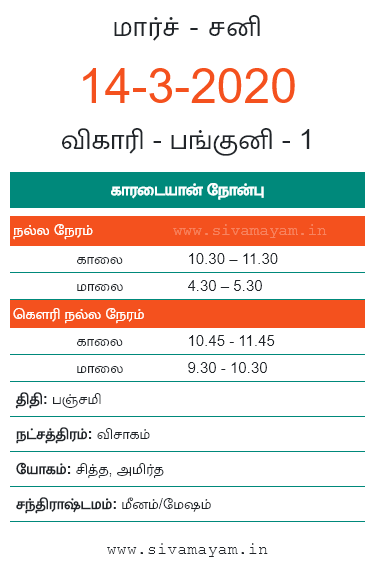 மார்ச் - சனி
14-3-2020
விகாரி - பங்குனி - 1
காரடையான் நோன்பு
நல்ல நேரம் www.sivamayam.in
காலை 10.30 – 11.30
மாலை 4.30 – 5.30
கௌரி நல்ல நேரம்
காலை 10.45 - 11.45
மாலை 9.30 - 10.30
திதி: பஞ்சமி
நட்சத்திரம்: விசாகம்
யோகம்: சித்த, அமிர்த
சந்திராஷ்டமம்: மீனம்/மேஷம்
www.sivamayam.in